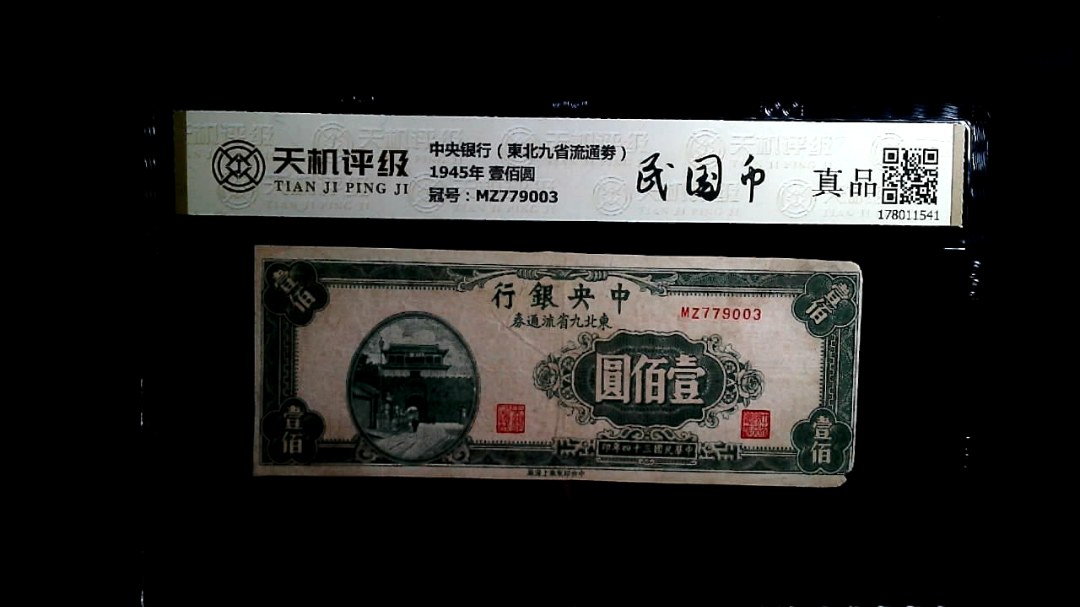 天机评级
TIAN JI PING JI
中央银行（東北九省流通券）
1945年 壹佰圆
冠号：MZ779003
民国币
真品
178011541
壹佰
行銀央中
券通流省九北東
MZ779003
壹佰
圓佰壹
壹佰
印年四十三國民華中
壹佰